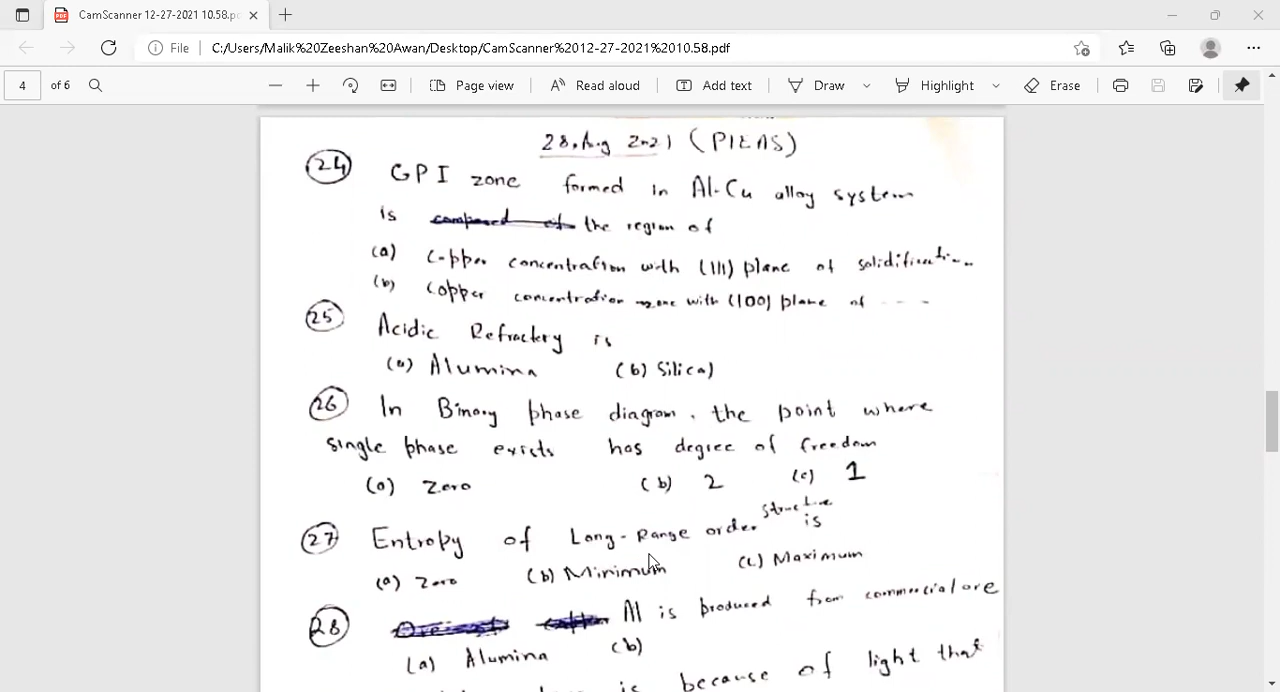 CamScanner 12-27-2021 10.58.p
File C:/Users/Malik%20Zeeshan%20Awan/Desktop/CamScanner%2012-27-2021%2010.58.pdf
4 of 6 Page view Read aloud Add text Draw Highlight Erase
28, Aug 2021 (PIEAS)
24 GPI zone formed in Al-Cu alloy system
is composed of the region of
(a) Copper concentration with (111) plane of solidification
(b) Copper concentration zone with (100) plane of - - - -
25 Acidic Refractery is
(a) Alumina (b) Silica)
26 In Binary phase diagram, the point where
single phase exists has degree of freedom
(a) Zero (b) 2 (c) 1
27 Entropy of Long-Range order structure is
(a) Zero (b) Minimum (c) Maximum
28 Al is produced from commercial ore
(a) Alumina (b)
is because of light that